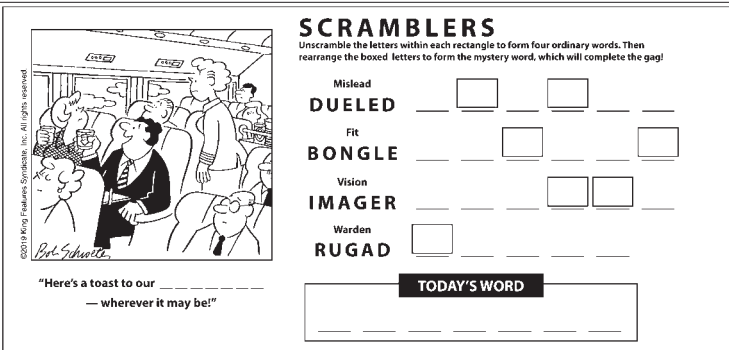 SCRAMBLERS
Unscramble the letters within each rectangle to form four ordinary words. Then
rearrange the boxed letters to form the mystery word, which will complete the gag!
Mislead
DUELED
Fit
BONGLE
Vision
IMAGER
Warden
RUGAD
TODAY'S WORD
©2019 King Features Syndicate, Inc. All rights reserved.
Bob Schroeter
"Here's a toast to our _ _ _ _ _ _ _
— wherever it may be!"